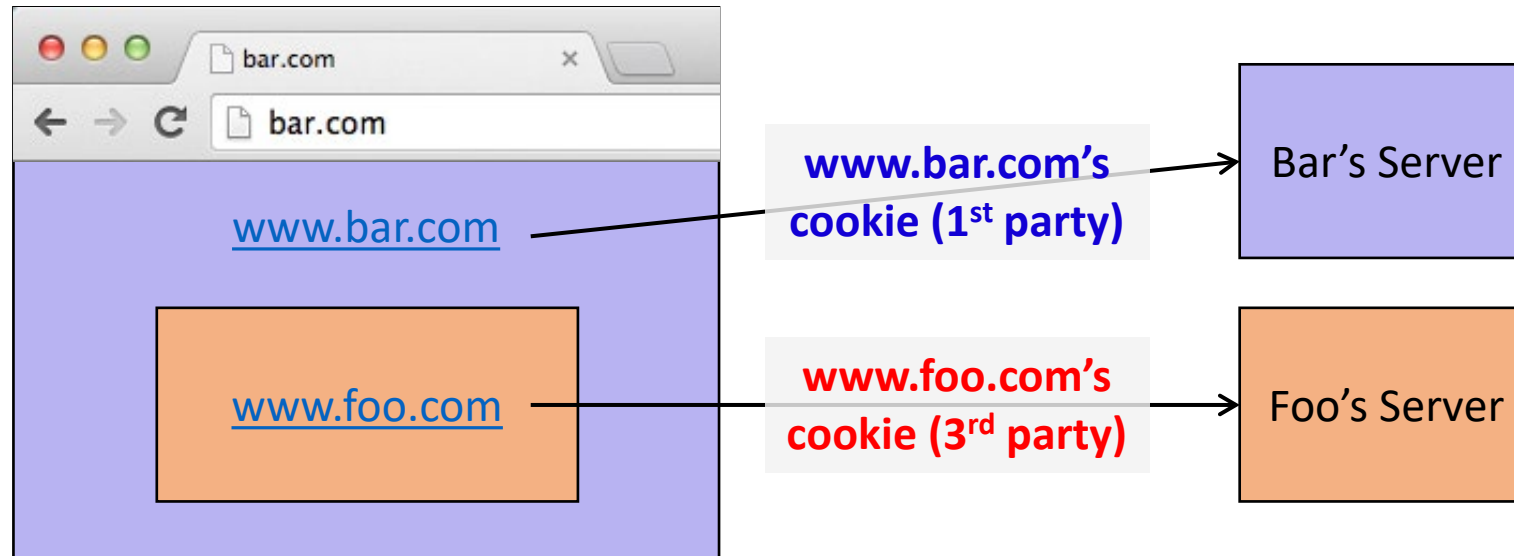 bar.com
bar.com
www.bar.com
www.bar.com’s
cookie (1st party)
Bar’s Server
www.foo.com
www.foo.com’s
cookie (3rd party)
Foo’s Server